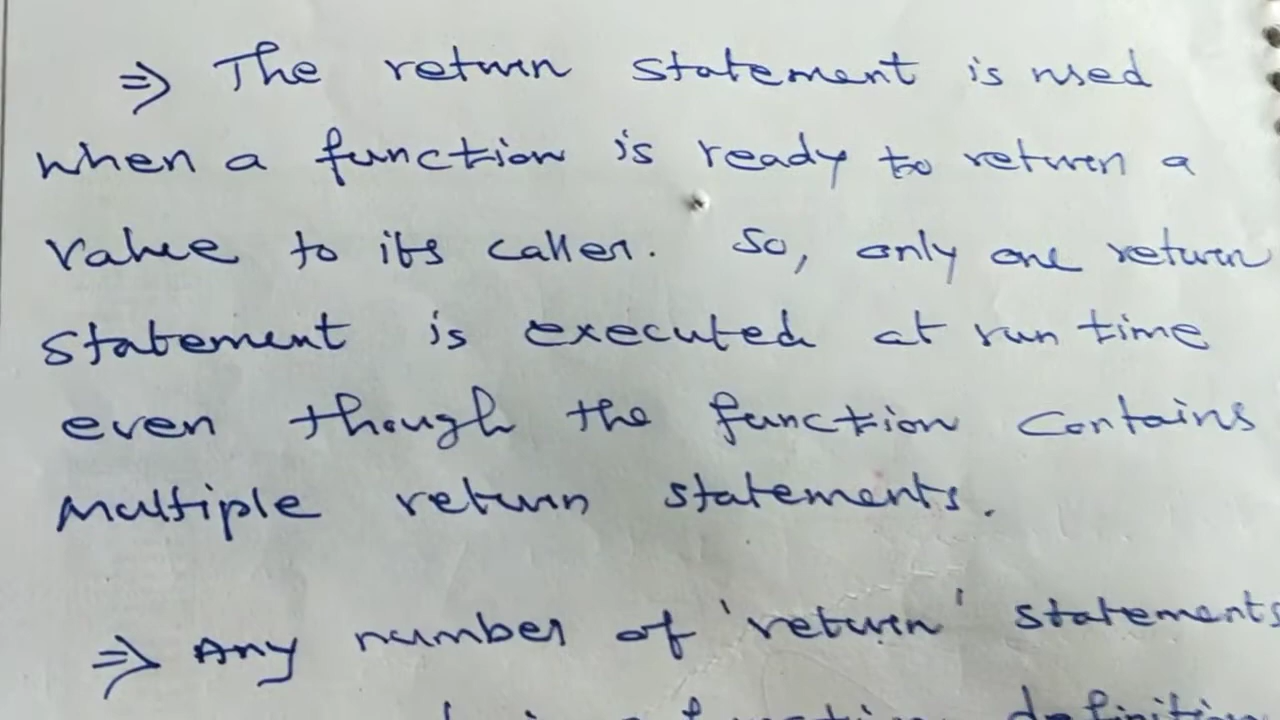 ⇒ The return statement is used
when a function is ready to return a
value to its caller. So, only one return
statement is executed at run time
even though the function contains
multiple return statements.
⇒ Any number of 'return' statements
function